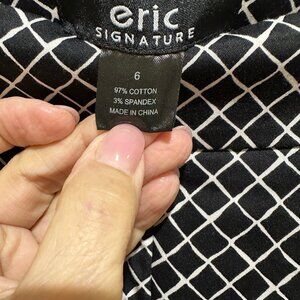 eric
SIGNATURE
6
97% COTTON
3% SPANDEX
MADE IN CHINA